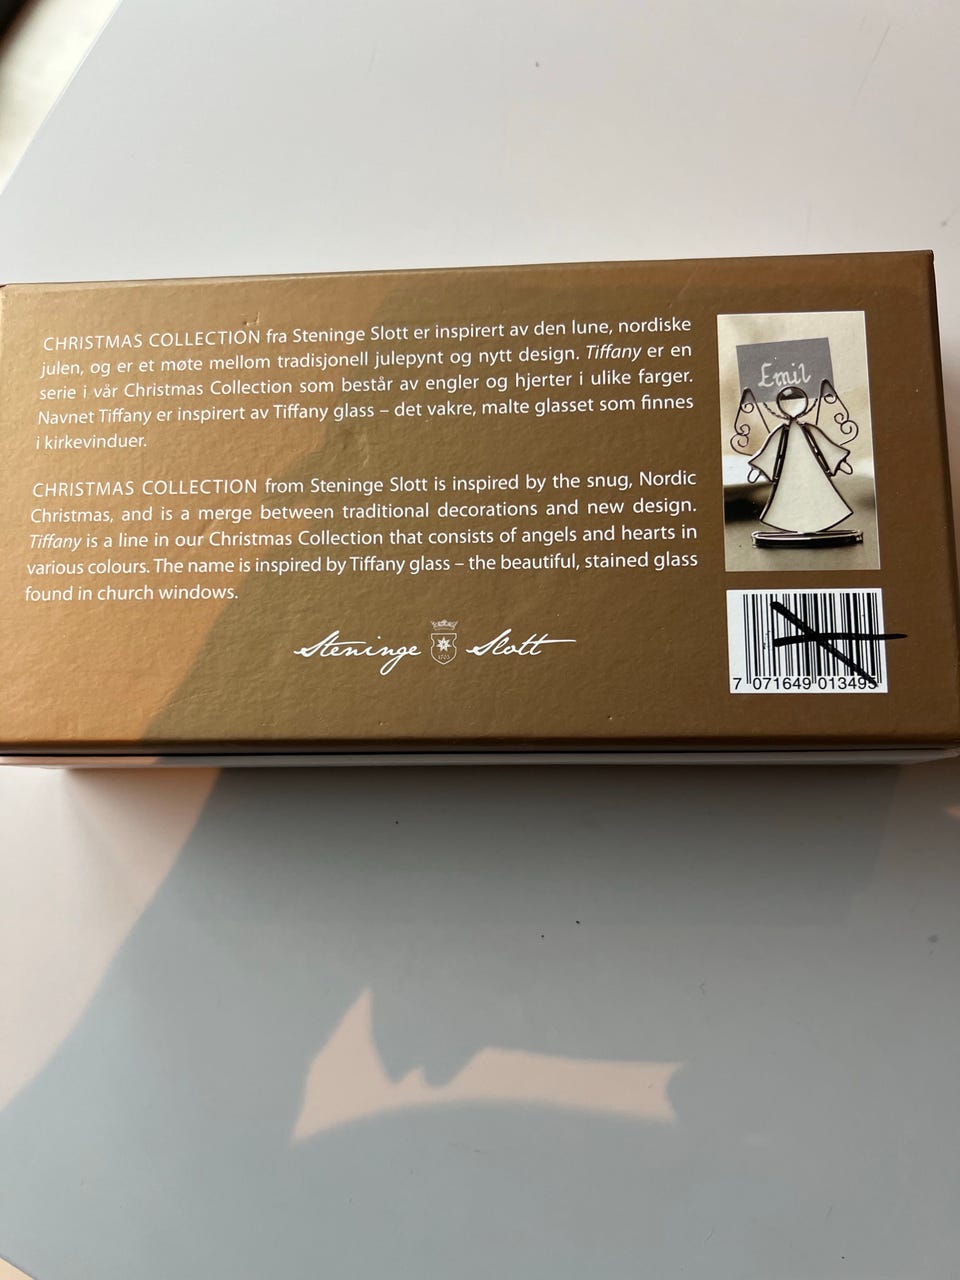 CHRISTMAS COLLECTION fra Steninge Slott er inspirert av den lune, nordiske
julen, og er et møte mellom tradisjonell julepynt og nytt design. Tiffany er en
serie i vår Christmas Collection som består av engler og hjerter i ulike farger.
Navnet Tiffany er inspirert av Tiffany glass – det vakre, malte glasset som finnes
i kirkevinduer.
CHRISTMAS COLLECTION from Steninge Slott is inspired by the snug, Nordic
Christmas, and is a merge between traditional decorations and new design.
Tiffany is a line in our Christmas Collection that consists of angels and hearts in
various colours. The name is inspired by Tiffany glass – the beautiful, stained glass
found in church windows.
Steninge Slott
Emil
7 071649 013495